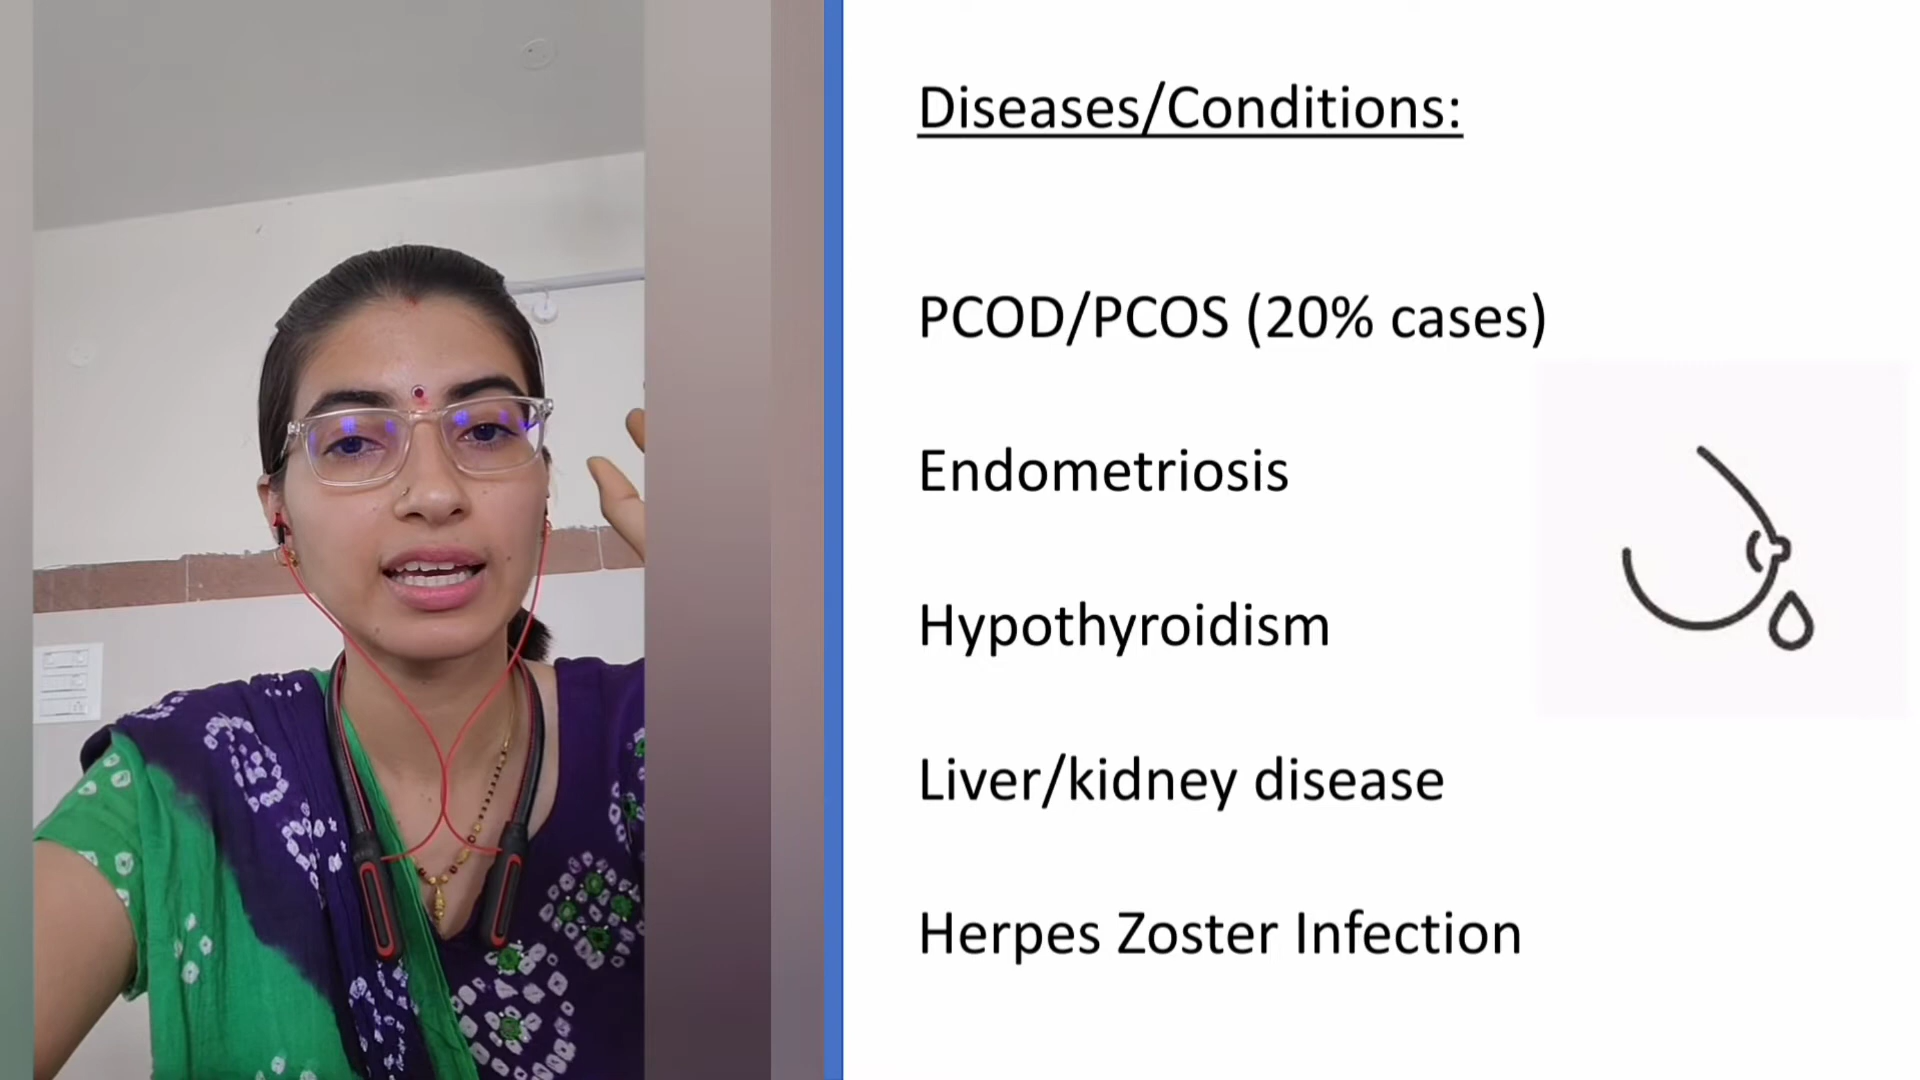 Diseases/Conditions:
PCOD/PCOS (20% cases)
Endometriosis
Hypothyroidism
Liver/kidney disease
Herpes Zoster Infection